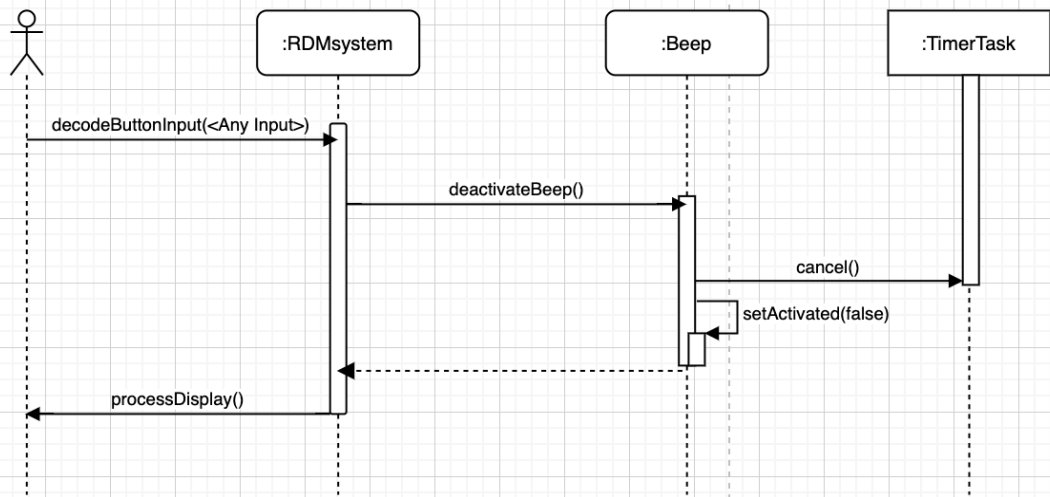 :RDMsystem
:Beep
:TimerTask
decodeButtonInput(<Any Input>)
deactivateBeep()
cancel()
setActivated(false)
processDisplay()